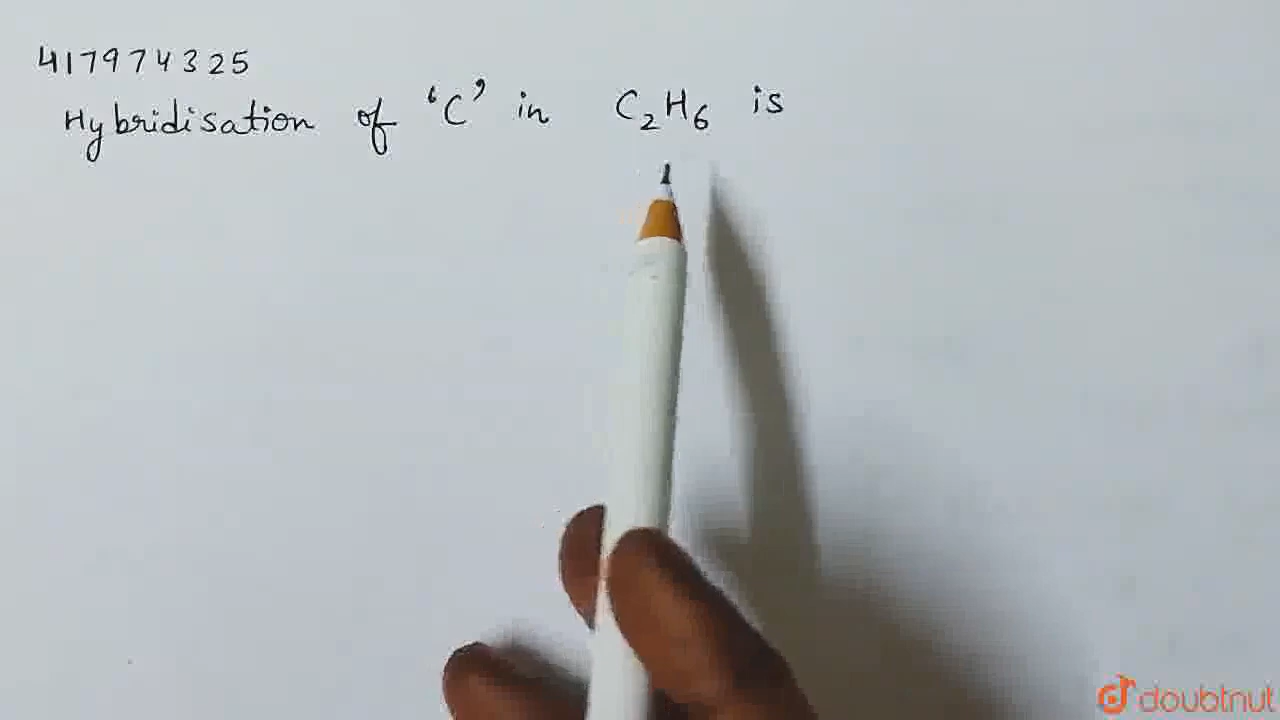 417974325
Hybridisation of 'C' in C₂H₆ is
doubtnut